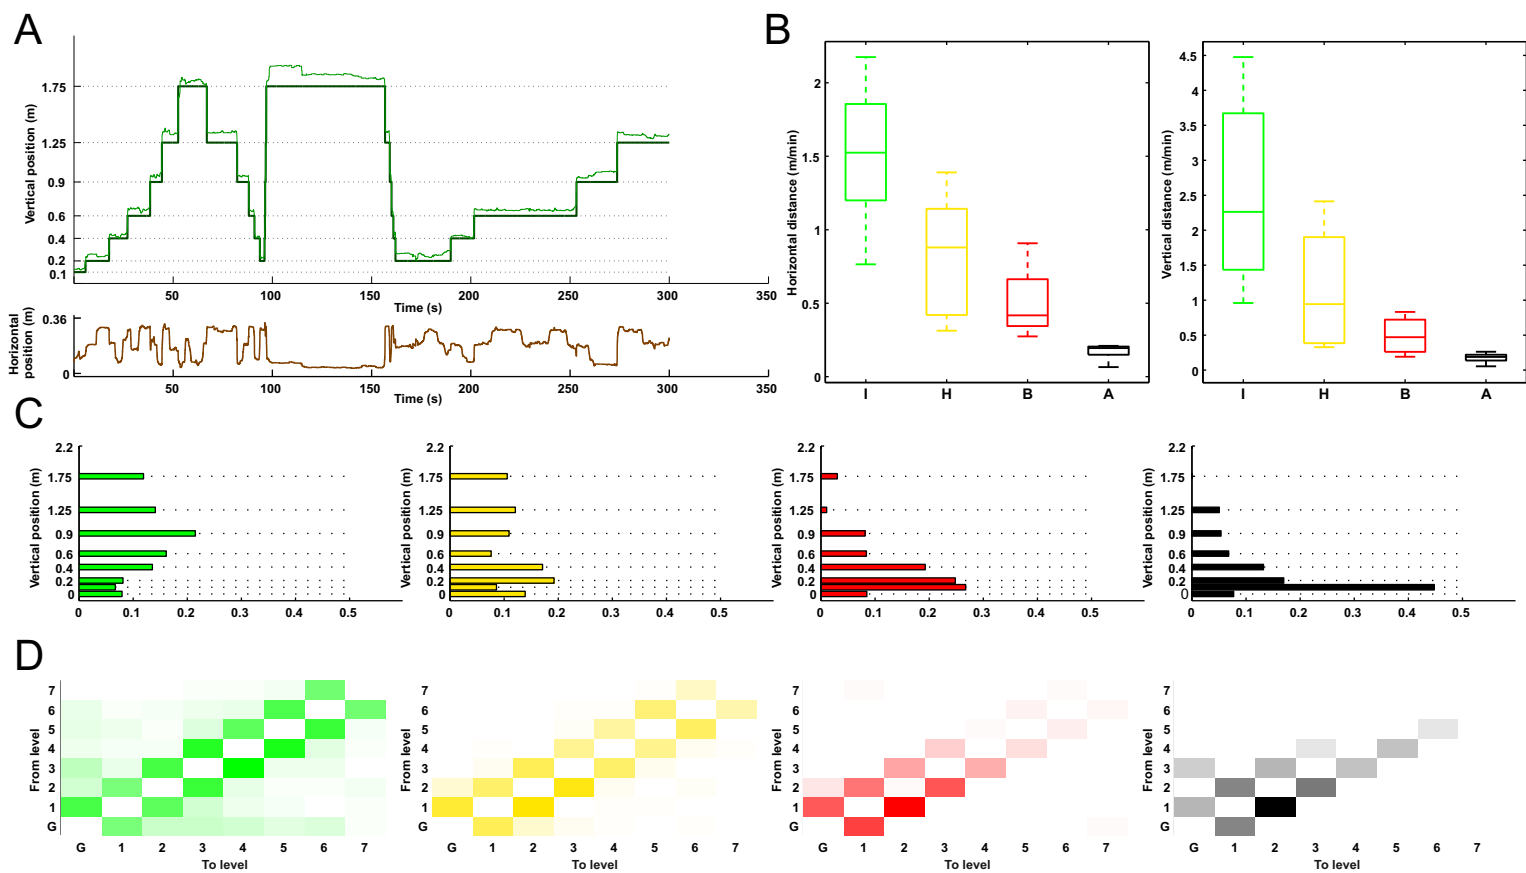 A
Vertical position (m)
1.75
1.25
0.9
0.6
0.4
0.2
0.1
50 100 150 200 250 300 350
Time (s)
Horizontal
position (m)
0.36
0
50 100 150 200 250 300 350
Time (s)
B
Horizontal distance (m/min)
2
1.5
1
0.5
0
I H B A
Vertical distance (m/min)
4.5
4
3.5
3
2.5
2
1.5
1
0.5
0
I H B A
C
Vertical position (m)
2.2
1.75
1.25
0.9
0.6
0.4
0.2
0
0 0.1 0.2 0.3 0.4 0.5
Vertical position (m)
2.2
1.75
1.25
0.9
0.6
0.4
0.2
0
0 0.1 0.2 0.3 0.4 0.5
Vertical position (m)
2.2
1.75
1.25
0.9
0.6
0.4
0.2
0
0 0.1 0.2 0.3 0.4 0.5
Vertical position (m)
2.2
1.75
1.25
0.9
0.6
0.4
0.2
0
0 0.1 0.2 0.3 0.4 0.5
D
From level
7
6
5
4
3
2
1
G
G 1 2 3 4 5 6 7
To level
From level
7
6
5
4
3
2
1
G
G 1 2 3 4 5 6 7
To level
From level
7
6
5
4
3
2
1
G
G 1 2 3 4 5 6 7
To level
From level
7
6
5
4
3
2
1
G
G 1 2 3 4 5 6 7
To level